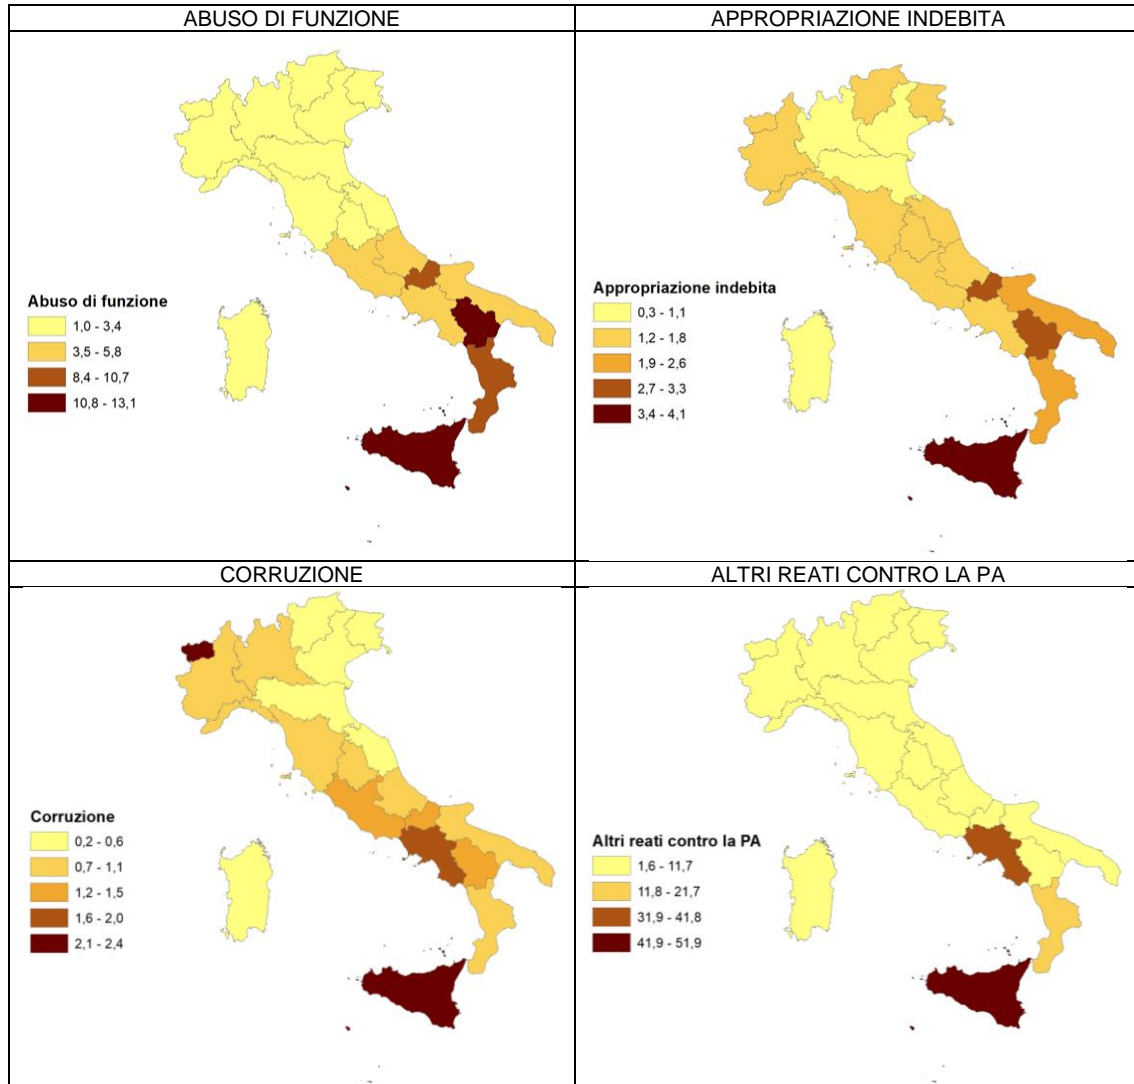 ABUSO DI FUNZIONE
APPROPRIAZIONE INDEBITA
Abuso di funzione
1,0 - 3,4
3,5 - 5,8
8,4 - 10,7
10,8 - 13,1
Appropriazione indebita
0,3 - 1,1
1,2 - 1,8
1,9 - 2,6
2,7 - 3,3
3,4 - 4,1
CORRUZIONE
ALTRI REATI CONTRO LA PA
Corruzione
0,2 - 0,6
0,7 - 1,1
1,2 - 1,5
1,6 - 2,0
2,1 - 2,4
Altri reati contro la PA
1,6 - 11,7
11,8 - 21,7
31,9 - 41,8
41,9 - 51,9